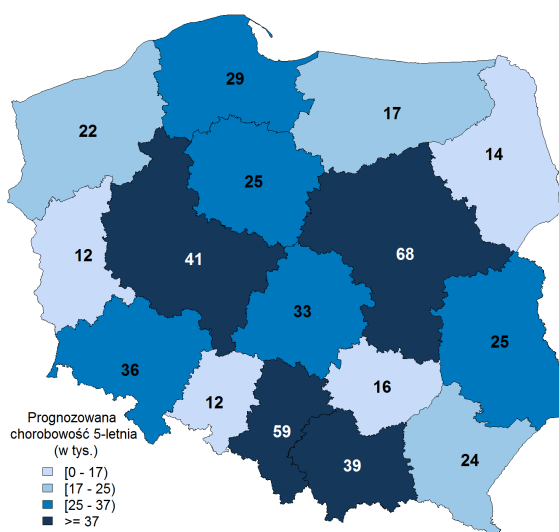 29
22
17
14
25
12
41
68
33
25
36
12
16
59
39
24
Prognozowana
chorobowość 5-letnia
(w tys.)
[0 - 17)
[17 - 25)
[25 - 37)
>= 37